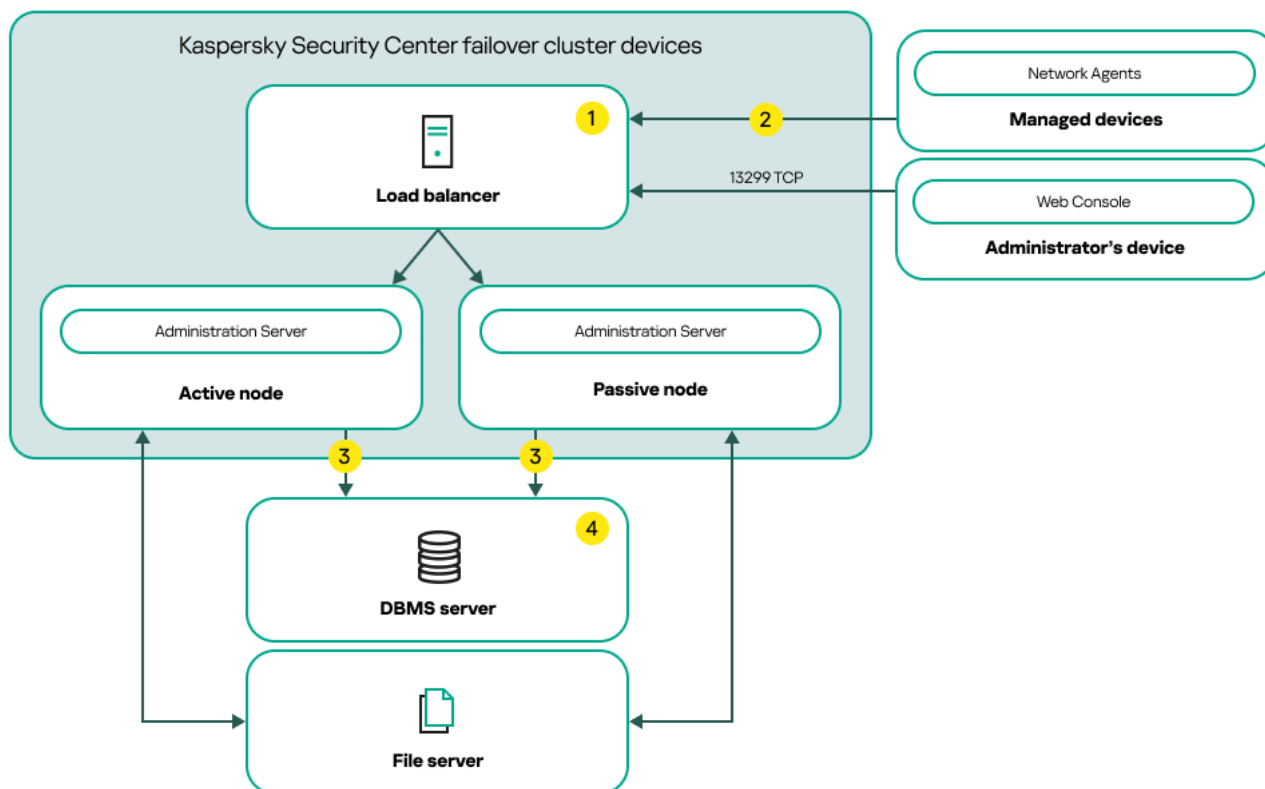 Kaspersky Security Center failover cluster devices
1
Load balancer
2
13299 TCP
Network Agents
Managed devices
Web Console
Administrator’s device
Administration Server
Active node
Administration Server
Passive node
3
3
4
DBMS server
File server